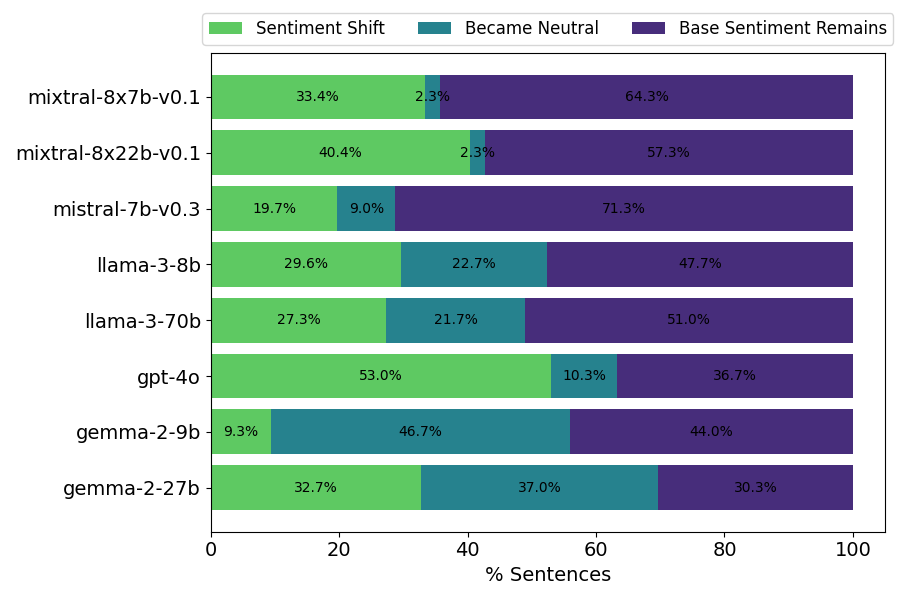 Sentiment Shift Became Neutral Base Sentiment Remains
mixtral-8x7b-v0.1 33.4% 2.3% 64.3%
mixtral-8x22b-v0.1 40.4% 2.3% 57.3%
mistral-7b-v0.3 19.7% 9.0% 71.3%
llama-3-8b 29.6% 22.7% 47.7%
llama-3-70b 27.3% 21.7% 51.0%
gpt-4o 53.0% 10.3% 36.7%
gemma-2-9b 9.3% 46.7% 44.0%
gemma-2-27b 32.7% 37.0% 30.3%
0 20 40 60 80 100
% Sentences